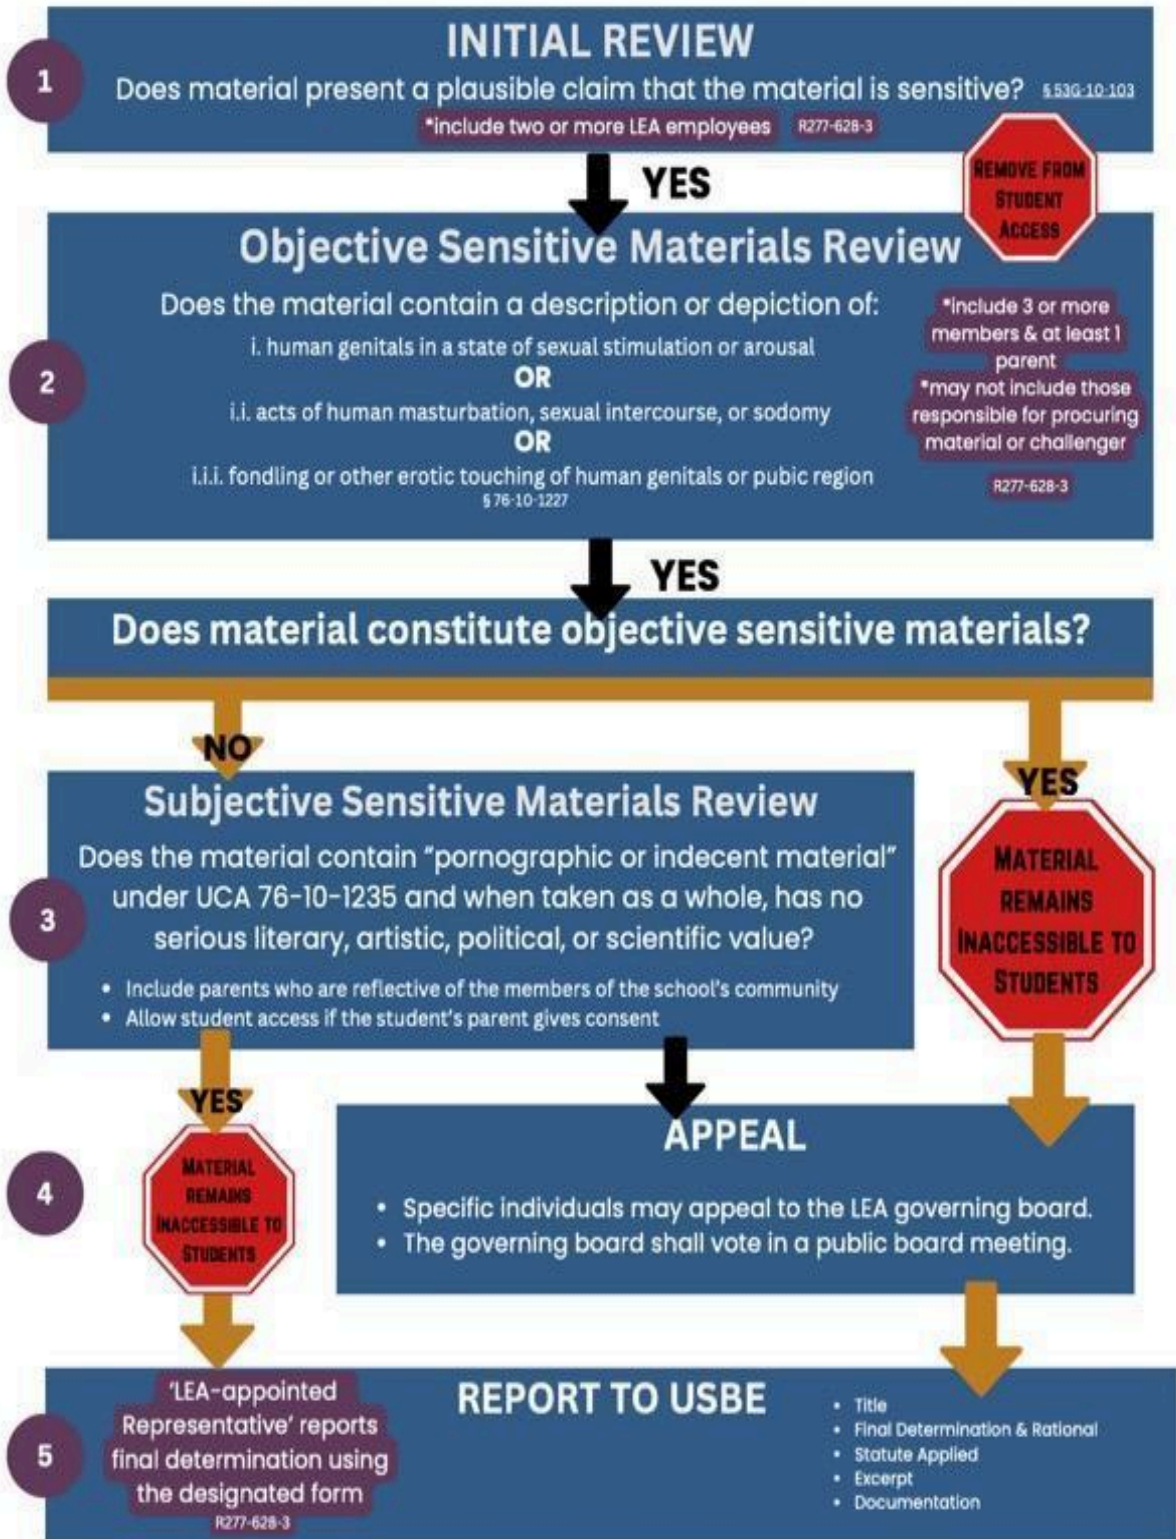 1
INITIAL REVIEW
Does material present a plausible claim that the material is sensitive? § 53G-10-103
*include two or more LEA employees R277-628-3
YES
REMOVE FROM
STUDENT
ACCESS
2
Objective Sensitive Materials Review
Does the material contain a description or depiction of:
i. human genitals in a state of sexual stimulation or arousal
OR
i.i. acts of human masturbation, sexual intercourse, or sodomy
OR
i.i.i. fondling or other erotic touching of human genitals or pubic region
§ 76-10-1227
*include 3 or more
members & at least 1
parent
*may not include those
responsible for procuring
material or challenger
R277-628-3
YES
Does material constitute objective sensitive materials?
NO
YES
3
Subjective Sensitive Materials Review
Does the material contain “pornographic or indecent material”
under UCA 76-10-1235 and when taken as a whole, has no
serious literary, artistic, political, or scientific value?
• Include parents who are reflective of the members of the school’s community
• Allow student access if the student’s parent gives consent
MATERIAL
REMAINS
INACCESSIBLE TO
STUDENTS
YES
4
MATERIAL
REMAINS
INACCESSIBLE TO
STUDENTS
APPEAL
• Specific individuals may appeal to the LEA governing board.
• The governing board shall vote in a public board meeting.
5
‘LEA-appointed
Representative’ reports
final determination using
the designated form
R277-628-3
REPORT TO USBE
• Title
• Final Determination & Rational
• Statute Applied
• Excerpt
• Documentation